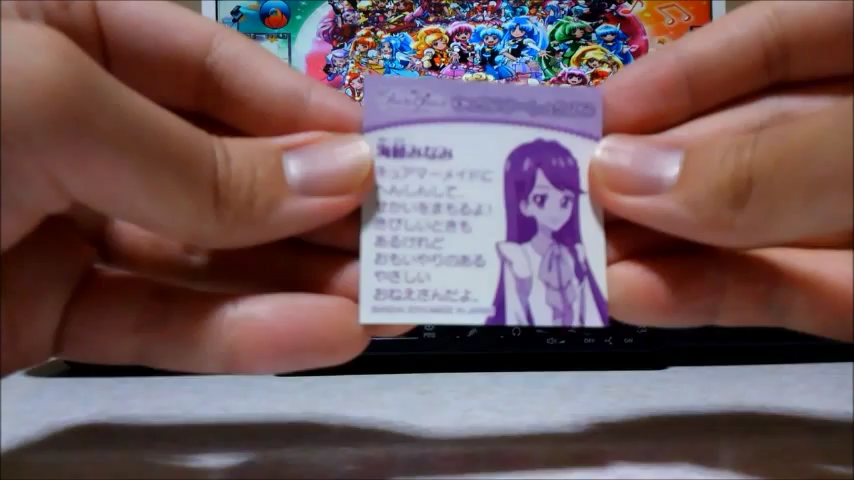 海藤みなみ
キュアマーメイドに
へんしんして、
せかいをまもるよ!
きびしいときも
あるけれど
おもいやりのある
やさしい
おねえさんだよ。